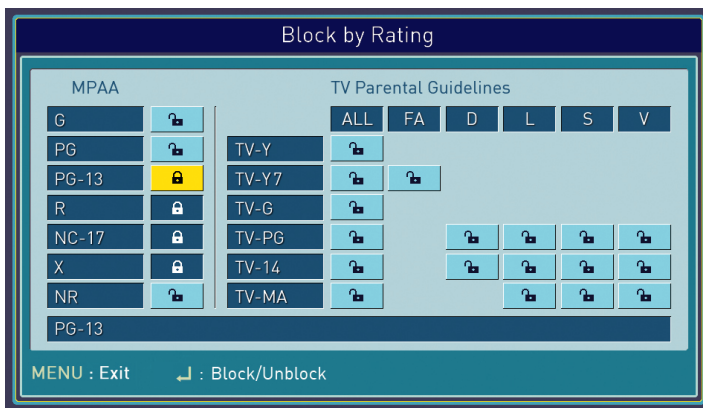 Block by Rating
MPAA TV Parental Guidelines
G ALL FA D L S V
PG TV-Y
PG-13 TV-Y7
R TV-G
NC-17 TV-PG
X TV-14
NR TV-MA
PG-13
MENU : Exit ↵ : Block/Unblock